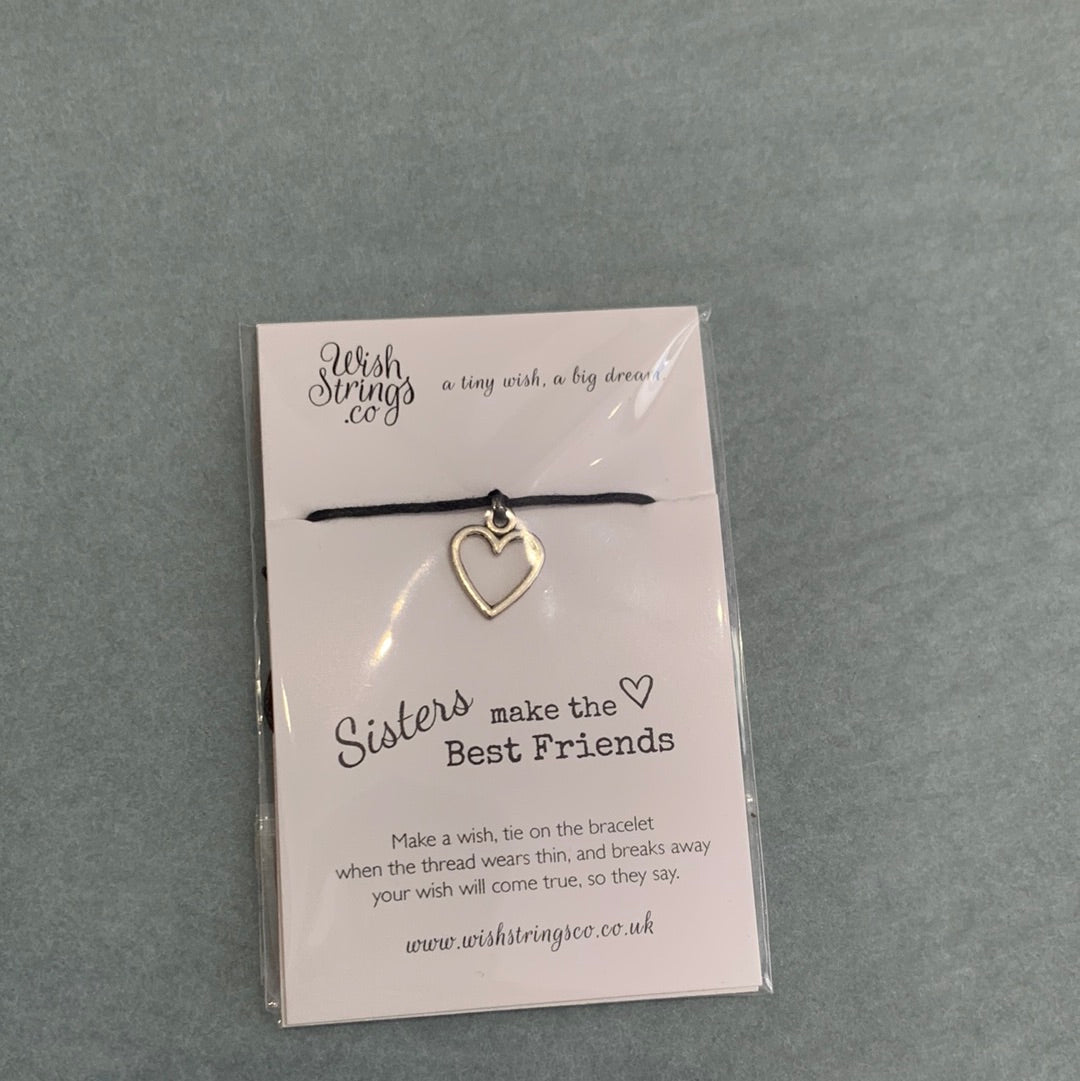 Wish
Strings
.co
a tiny wish, a big dream.
Sisters make the
Best Friends
Make a wish, tie on the bracelet
when the thread wears thin, and breaks away
your wish will come true, so they say.
www.wishstringsco.co.uk